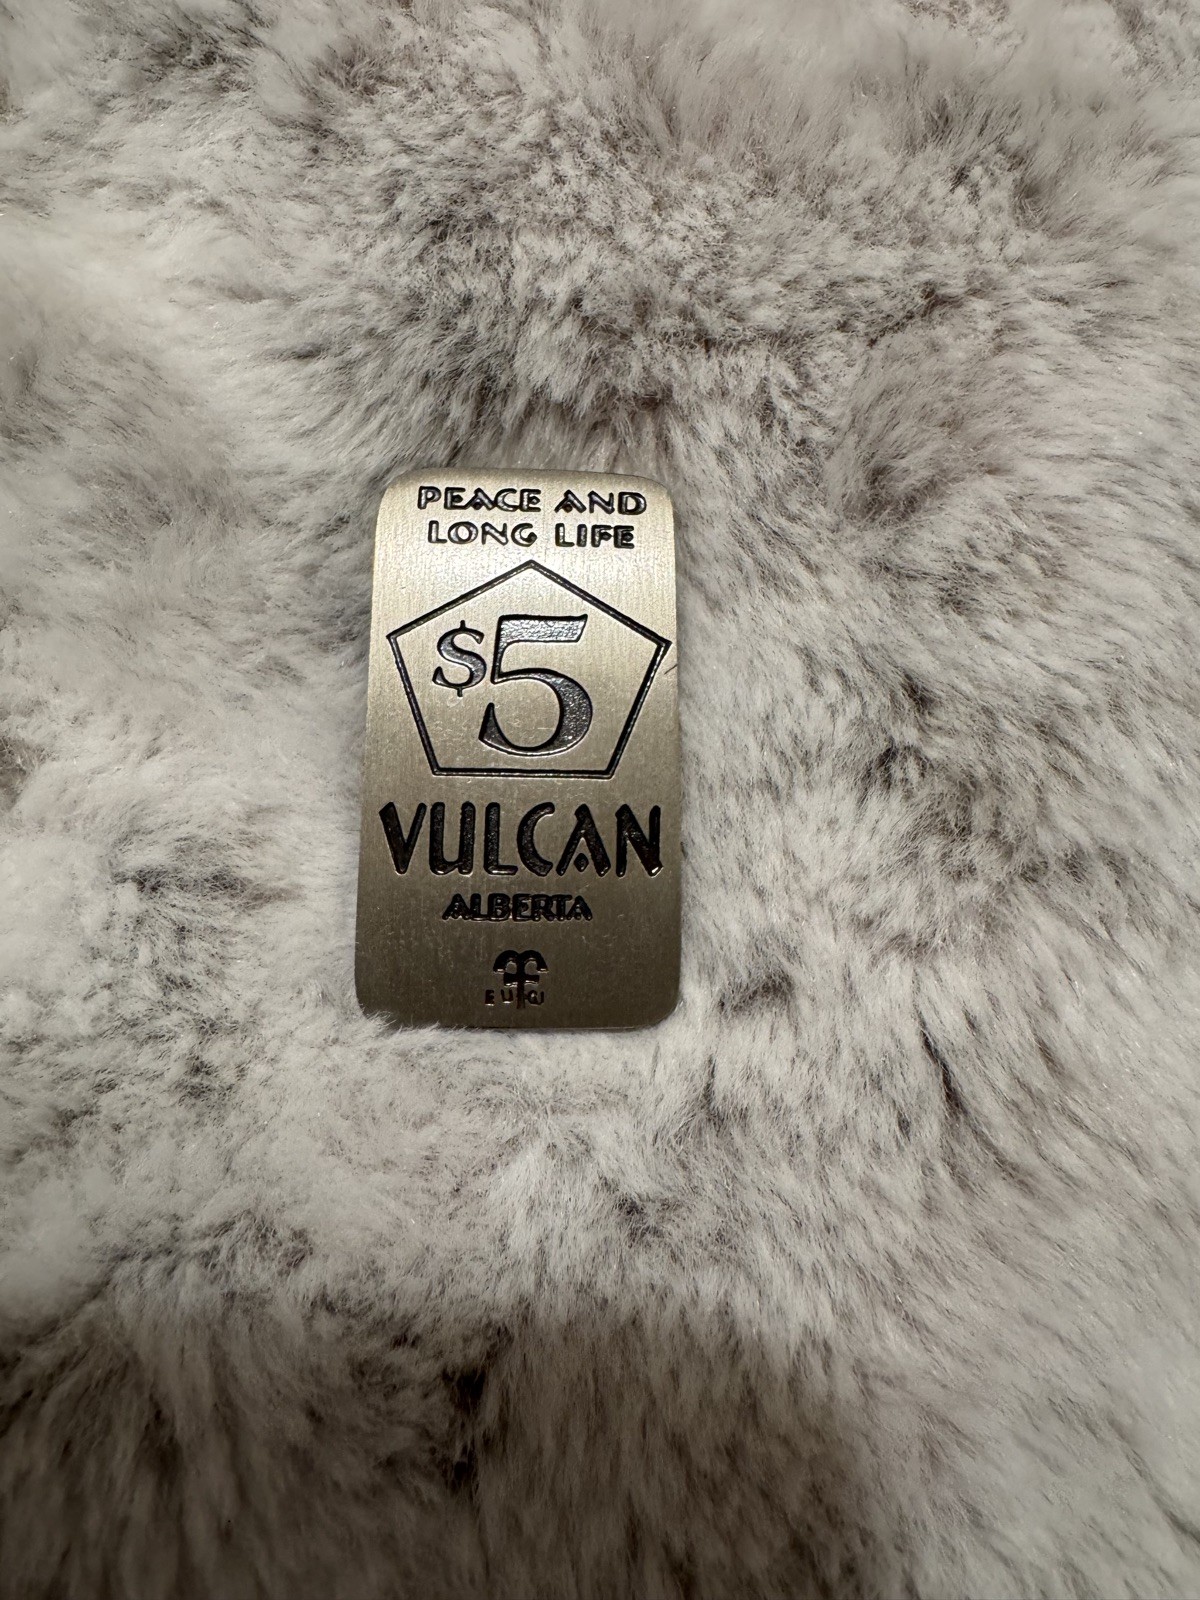 PEACE AND
LONG LIFE
$5
VULCAN
ALBERTA